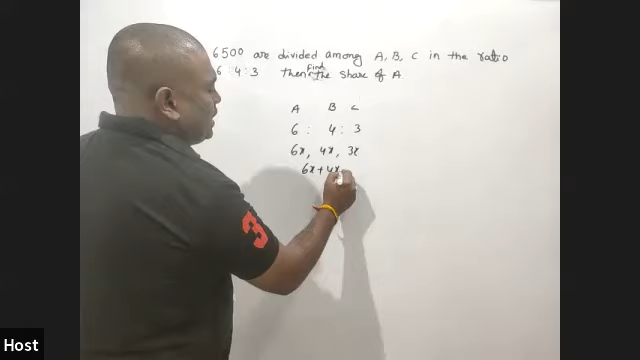 6500 are divided among A, B, C in the ratio
6 4 : 3 then find the share of A.
A B C
6 : 4 : 3
6x, 4x, 3x
6x + 4x
3
Host